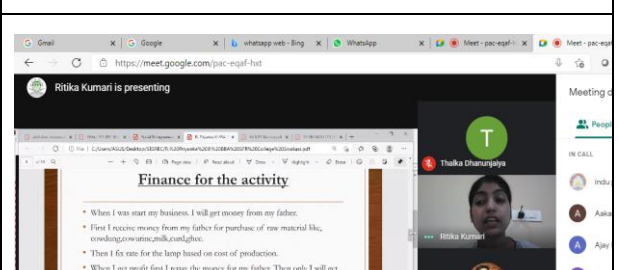 Gmail
Google
whatsapp web - Bing
WhatsApp
Meet - pac-eqaf-h
Meet - pac-eqaf
https://meet.google.com/pac-eqaf-hxt
Ritika Kumari is presenting
Meeting d
Peopl
IN CALL
Finance for the activity
T
Thalka Dhanunjaiya
Ritika Kumari
indu
A Aaka
A Ajay
• When I was start my business. I will get money from my father.
• First I receive money from my father for purchase of raw material like,
cowdung,cowurine,milk,curd,ghee.
• Then I fix rate for the lamp based on cost of production.
• When I get profit first I repay the money for my father. Then only I will get